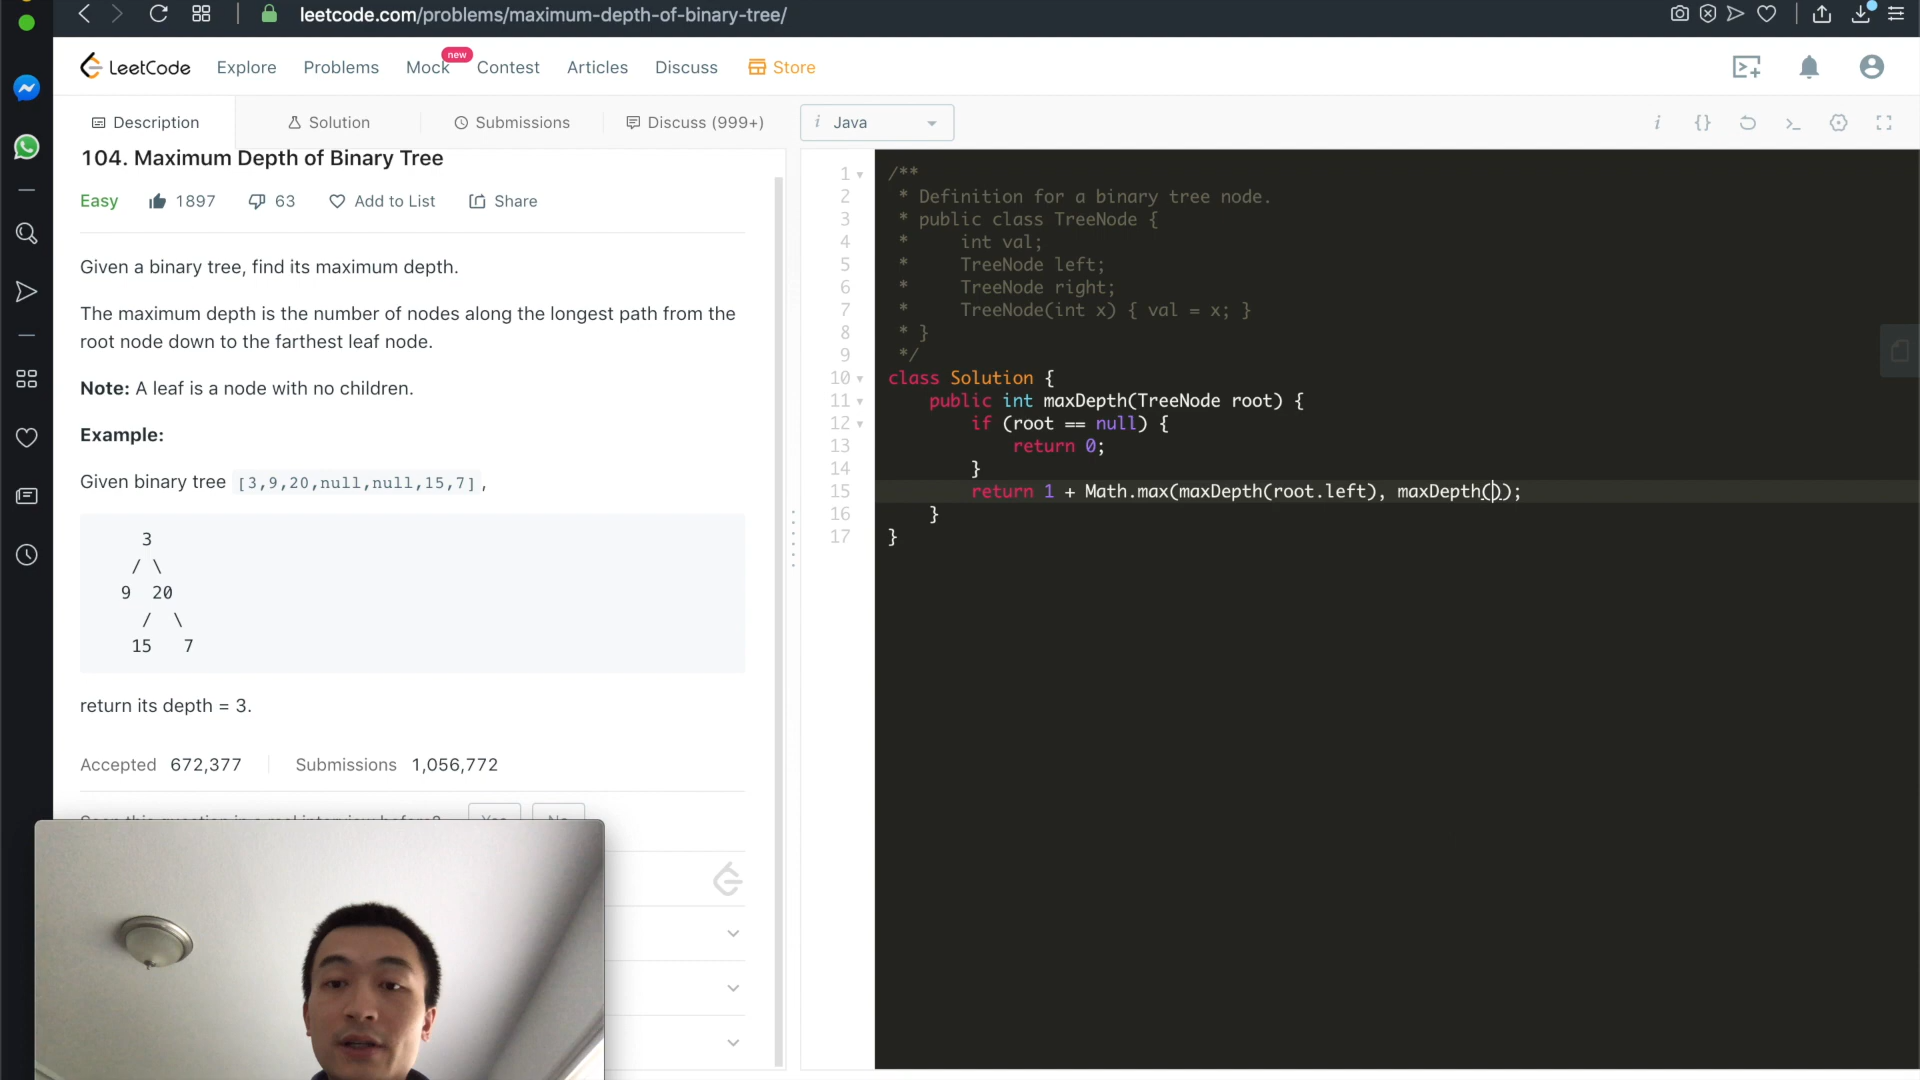 leetcode.com/problems/maximum-depth-of-binary-tree/
LeetCode
Explore
Problems
Mock
new
Contest
Articles
Discuss
Store
Description
Solution
Submissions
Discuss (999+)
i Java
104. Maximum Depth of Binary Tree
Easy
1897
63
Add to List
Share
Given a binary tree, find its maximum depth.
The maximum depth is the number of nodes along the longest path from the
root node down to the farthest leaf node.
Note: A leaf is a node with no children.
Example:
Given binary tree [3,9,20,null,null,15,7],
3
/ \
9  20
/  \
15   7
return its depth = 3.
Accepted 672,377
Submissions 1,056,772
1 /**
2  * Definition for a binary tree node.
3  * public class TreeNode {
4  *     int val;
5  *     TreeNode left;
6  *     TreeNode right;
7  *     TreeNode(int x) { val = x; }
8  * }
9  */
10 class Solution {
11     public int maxDepth(TreeNode root) {
12         if (root == null) {
13             return 0;
14         }
15         return 1 + Math.max(maxDepth(root.left), maxDepth());
16     }
17 }